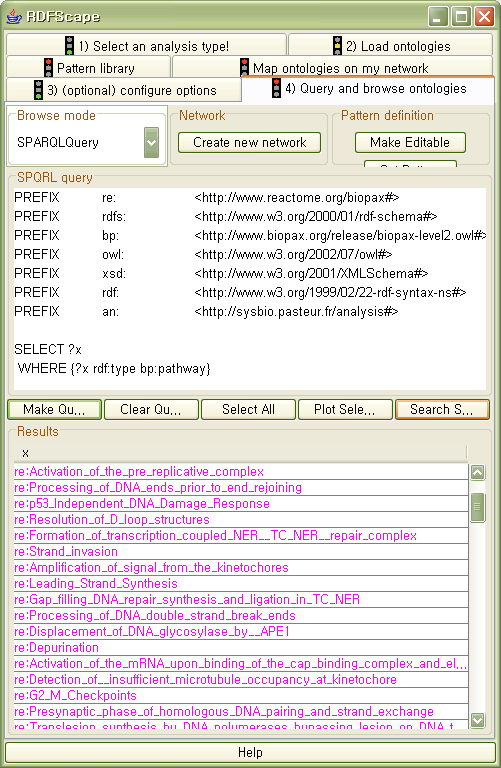 RDFScape
1) Select an analysis type!
2) Load ontologies
Pattern library
Map ontologies on my network
3) (optional) configure options
4) Query and browse ontologies
Browse mode
Network
Pattern definition
SPARQLQuery
Create new network
Make Editable
SPQRL query
PREFIX re: <http://www.reactome.org/biopax#>
PREFIX rdfs: <http://www.w3.org/2000/01/rdf-schema#>
PREFIX bp: <http://www.biopax.org/release/biopax-level2.owl#>
PREFIX owl: <http://www.w3.org/2002/07/owl#>
PREFIX xsd: <http://www.w3.org/2001/XMLSchema#>
PREFIX rdf: <http://www.w3.org/1999/02/22-rdf-syntax-ns#>
PREFIX an: <http://sysbio.pasteur.fr/analysis#>
SELECT ?x
WHERE {?x rdf:type bp:pathway}
Make Qu...
Clear Qu...
Select All
Plot Sele...
Search S...
Results
x
re:Activation_of_the_pre_replicative_complex
re:Processing_of_DNA_ends_prior_to_end_rejoining
re:p53_Independent_DNA_Damage_Response
re:Resolution_of_D_loop_structures
re:Formation_of_transcription_coupled_NER__TC_NER__repair_complex
re:Strand_invasion
re:Amplification_of_signal_from_the_kinetochores
re:Leading_Strand_Synthesis
re:Gap_filling_DNA_repair_synthesis_and_ligation_in_TC_NER
re:Processing_of_DNA_double_strand_break_ends
re:Displacement_of_DNA_glycosylase_by__APE1
re:Depurination
re:Activation_of_the_mRNA_upon_binding_of_the_cap_binding_complex_and_el...
re:Detection_of__insufficient_microtubule_occupancy_at_kinetochore
re:G2_M_Checkpoints
re:Presynaptic_phase_of_homologous_DNA_pairing_and_strand_exchange
re:Translesion_synthesis_by_DNA_polymerases_bypassing_lesion_on_DNA_t
Help